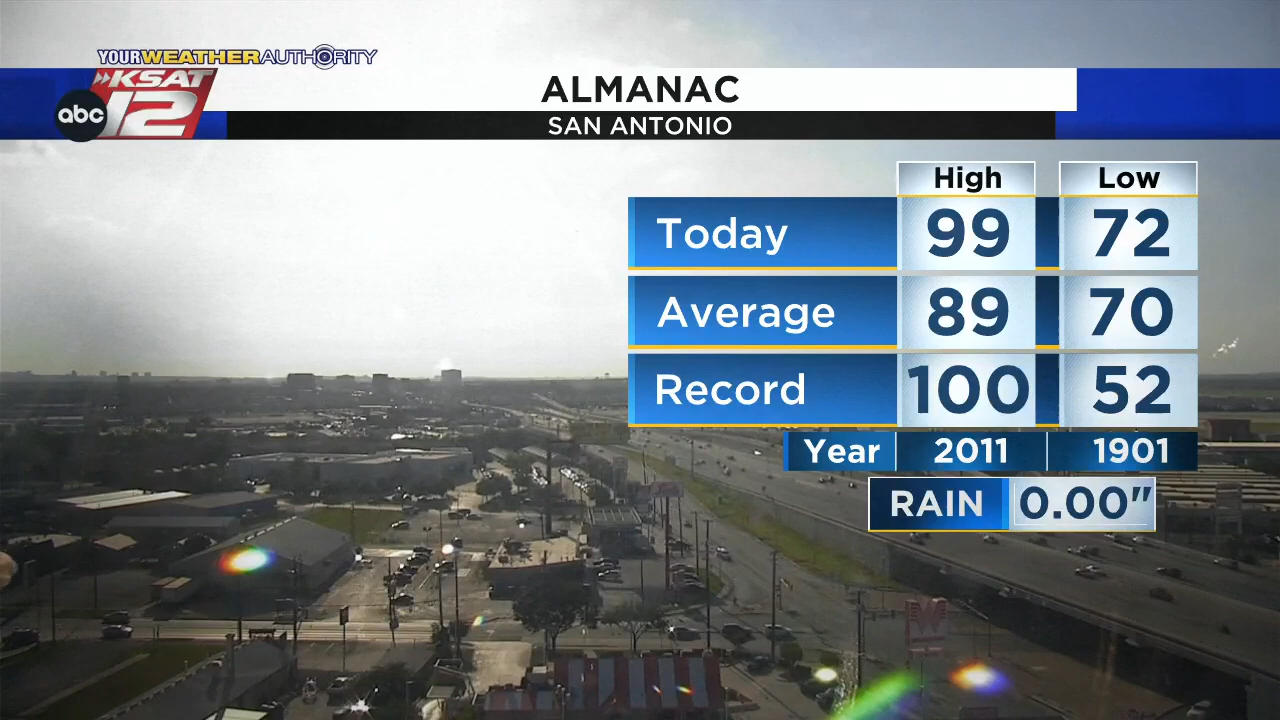 YOUR WEATHER AUTHORITY
KSAT
abc 12
ALMANAC
SAN ANTONIO
High Low
Today 99 72
Average 89 70
Record 100 52
Year 2011 1901
RAIN 0.00"